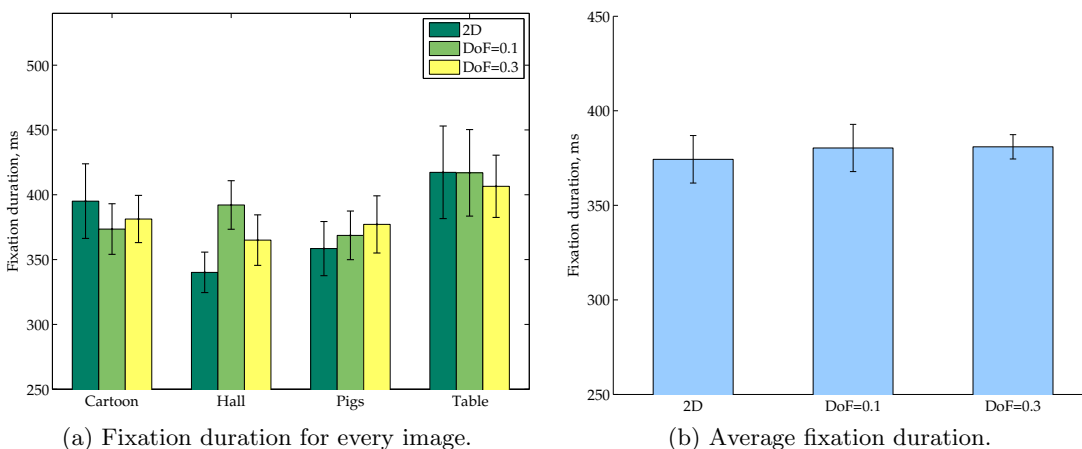 2D
DoF=0.1
DoF=0.3
Fixation duration, ms
500
450
400
350
300
250
Cartoon Hall Pigs Table
(a) Fixation duration for every image.
450
400
350
300
250
Fixation duration, ms
2D DoF=0.1 DoF=0.3
(b) Average fixation duration.